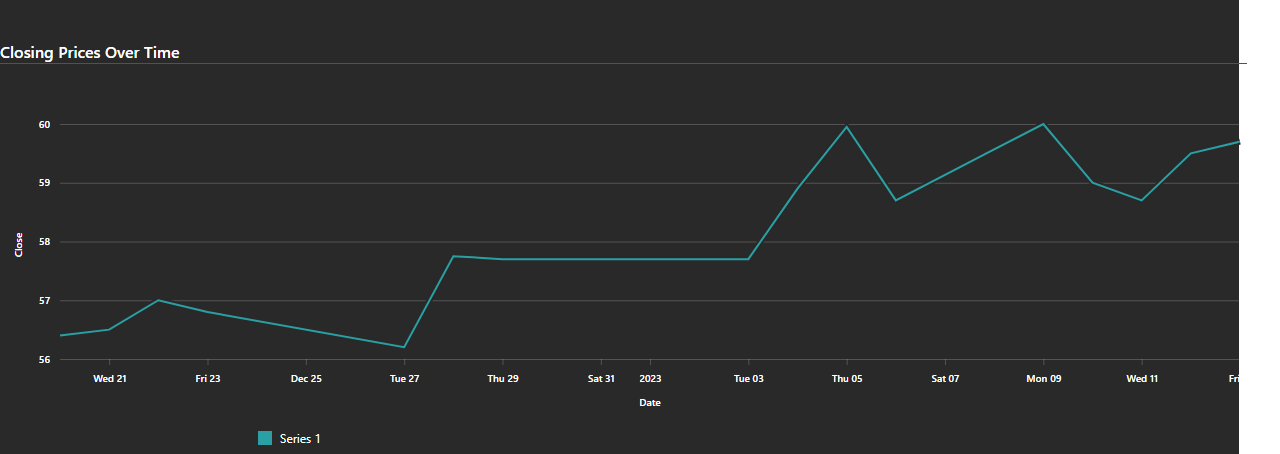 Closing Prices Over Time
60
59
58
57
56
Close
Wed 21 Fri 23 Dec 25 Tue 27 Thu 29 Sat 31 2023 Tue 03 Thu 05 Sat 07 Mon 09 Wed 11 Fri
Date
Series 1